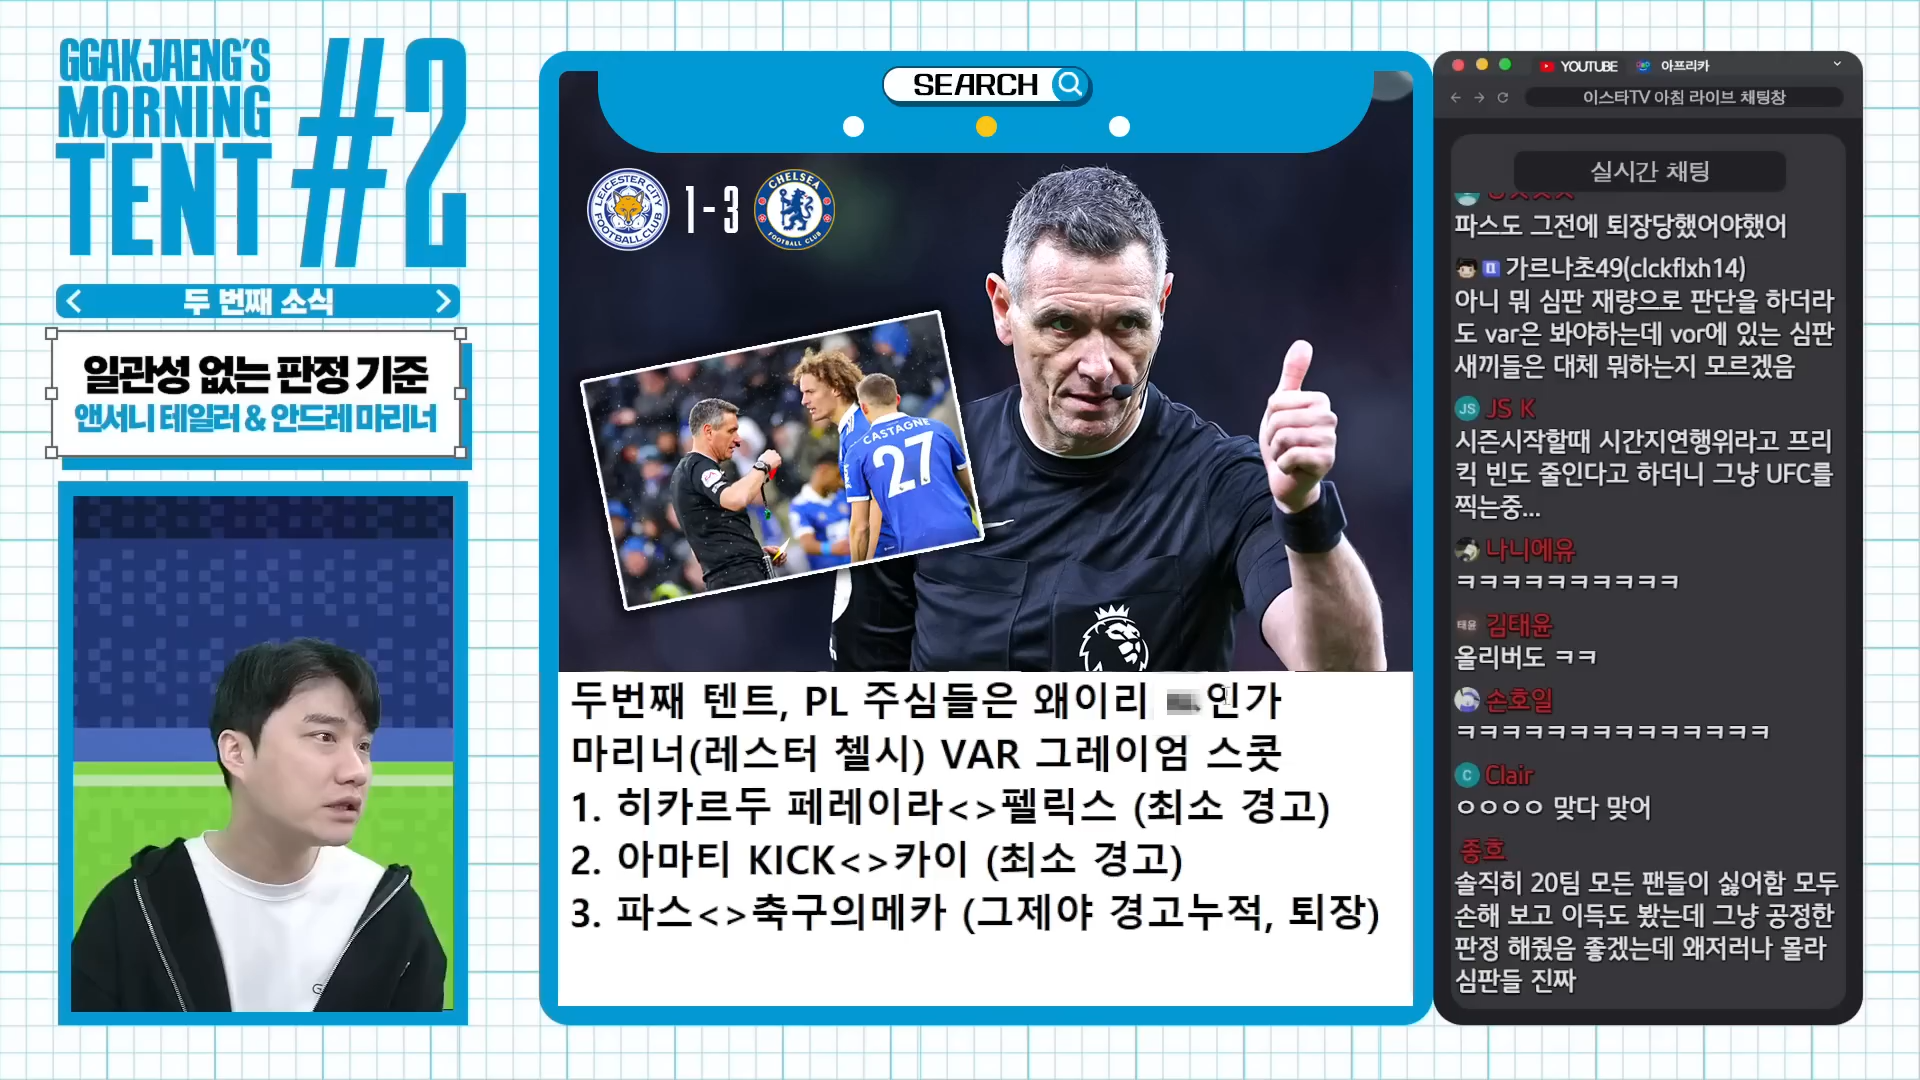 GGAKJAENG'S
MORNING
TENT
#2
두 번째 소식
일관성 없는 판정 기준
앤서니 테일러 & 안드레 마리너
SEARCH
LEICESTER CITY
FOOTBALL CLUB
1-3
CHELSEA
FOOTBALL CLUB
CASTAGNE
27
두번째 텐트, PL 주심들은 왜이리 인가
마리너(레스터 첼시) VAR 그레이엄 스콧
1. 히카르두 페레이라<>펠릭스 (최소 경고)
2. 아마티 KICK<>카이 (최소 경고)
3. 파스<>축구의메카 (그제야 경고누적, 퇴장)
YOUTUBE 아프리카
이스타TV 아침 라이브 채팅창
실시간 채팅
파스도 그전에 퇴장당했어야했어
가르나초49(clckflxh14)
아니 뭐 심판 재량으로 판단을 하더라
도 var은 봐야하는데 vor에 있는 심판
새끼들은 대체 뭐하는지 모르겠음
JS JS K
시즌시작할때 시간지연행위라고 프리
킥 빈도 줄인다고 하더니 그냥 UFC를
찍는중...
나니에유
ㅋㅋㅋㅋㅋㅋㅋㅋㅋㅋ
태윤 김태윤
올리버도 ㅋㅋ
손호일
ㅋㅋㅋㅋㅋㅋㅋㅋㅋㅋㅋㅋㅋㅋ
C Clair
ㅇㅇㅇㅇ 맞다 맞어
종흐
솔직히 20팀 모든 팬들이 싫어함 모두
손해 보고 이득도 봤는데 그냥 공정한
판정 해줬음 좋겠는데 왜저러나 몰라
심판들 진짜